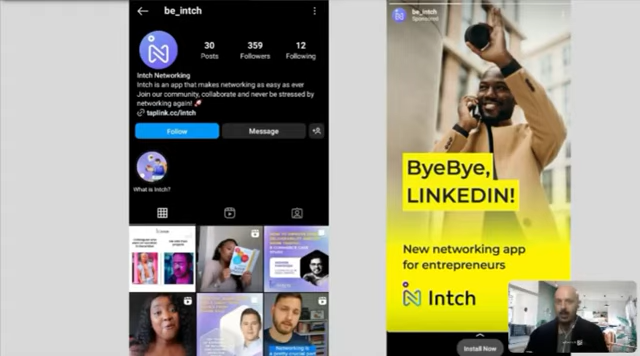 be_intch
30
359
12
Posts
Followers
Following
Intch Networking
Intch is an app that makes networking as easy as ever
Join our community, collaborate and never be stressed by
networking again! 🚀
taplink.cc/intch
Follow
Message
What is Intch?
be_intch
Sponsored
ByeBye,
LINKEDIN!
New networking app
for entrepreneurs
Intch
Install Now